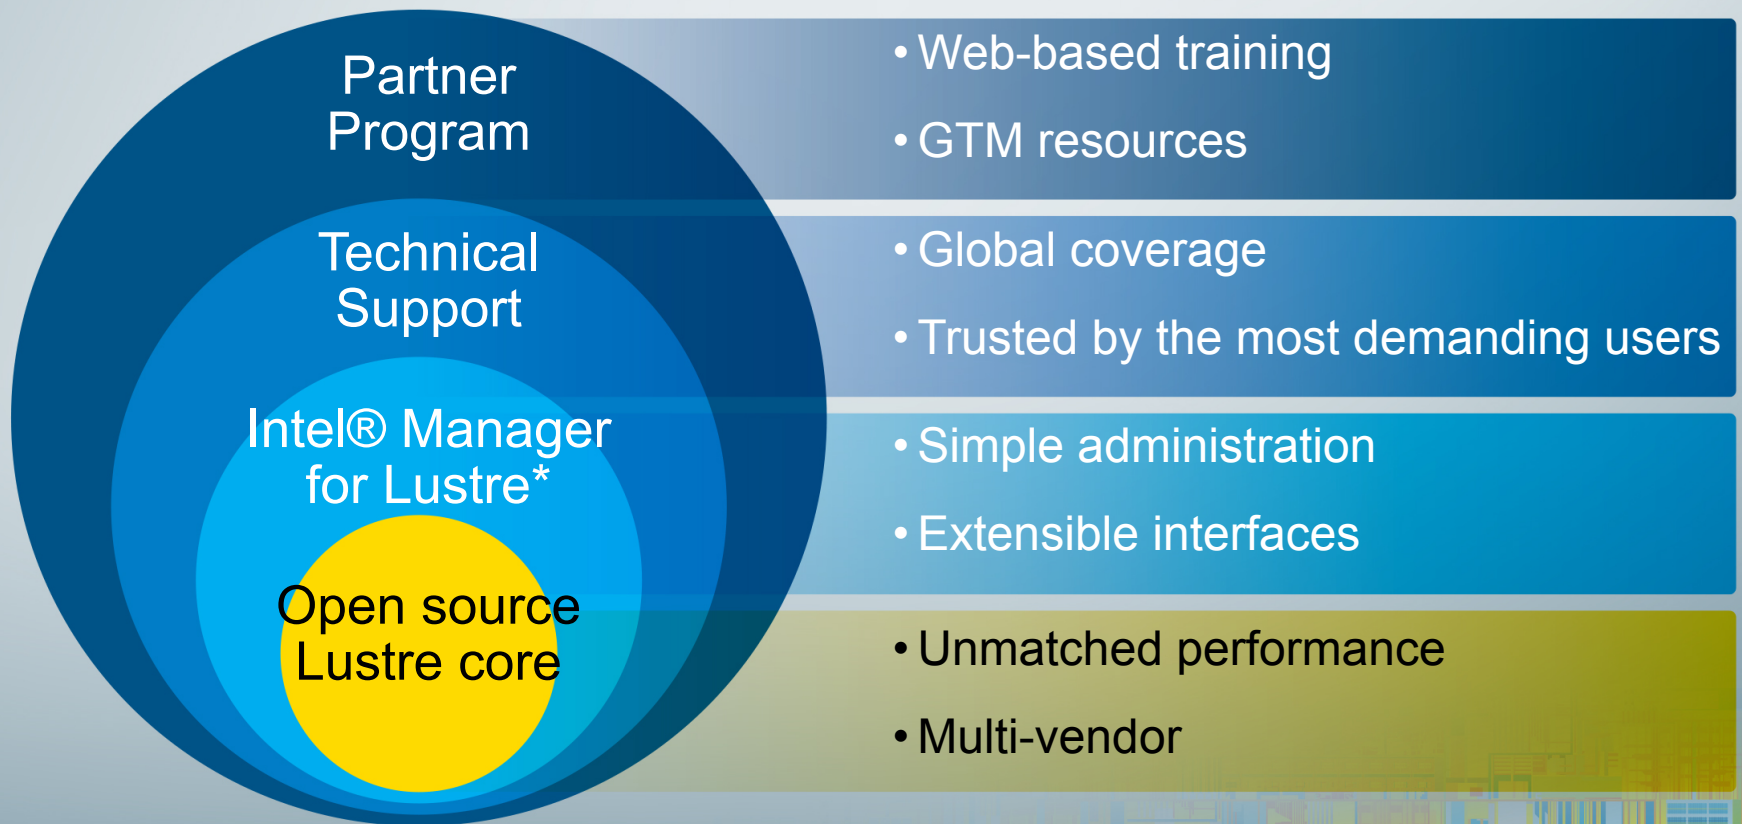 Partner
Program
• Web-based training
• GTM resources
Technical
Support
• Global coverage
• Trusted by the most demanding users
Intel® Manager
for Lustre*
• Simple administration
• Extensible interfaces
Open source
Lustre core
• Unmatched performance
• Multi-vendor